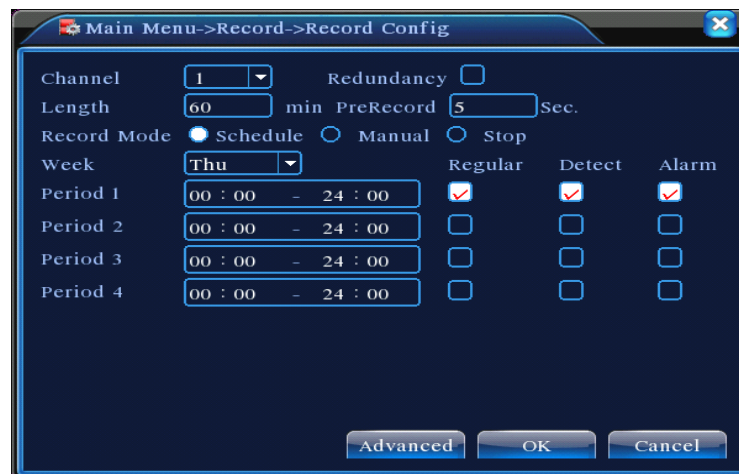 Main Menu->Record->Record Config
Channel 1 Redundancy
Length 60 min PreRecord 5 Sec.
Record Mode Schedule Manual Stop
Week Thu Regular Detect Alarm
Period 1 00 : 00 - 24 : 00
Period 2 00 : 00 - 24 : 00
Period 3 00 : 00 - 24 : 00
Period 4 00 : 00 - 24 : 00
Advanced OK Cancel